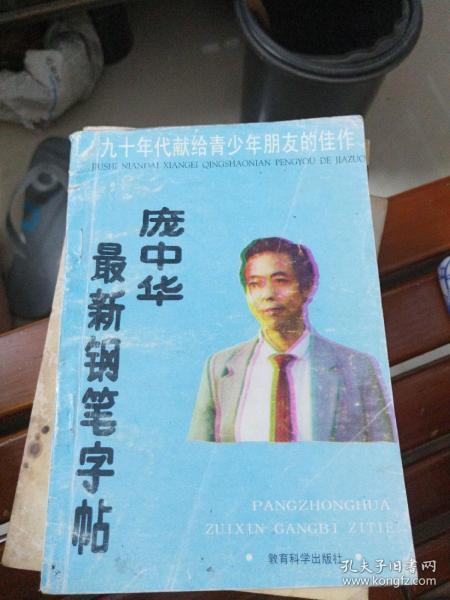 九十年代献给青少年朋友的佳作
JIUSHI NIANDAI XIANGEI QINGSHAONIAN PENGYOU DE JIAZUO
庞中华
最新钢笔字帖
PANGZHONGHUA
ZUIXIN GANGBI ZITIE
·教育科学出版社·
孔夫子旧书网
www.kongfz.com